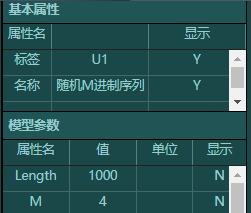 基本属性
属性名 显示
标签 U1 Y
名称 随机M进制序列 Y
模型参数
属性名 值 单位 显示
Length 1000 N
M 4 N